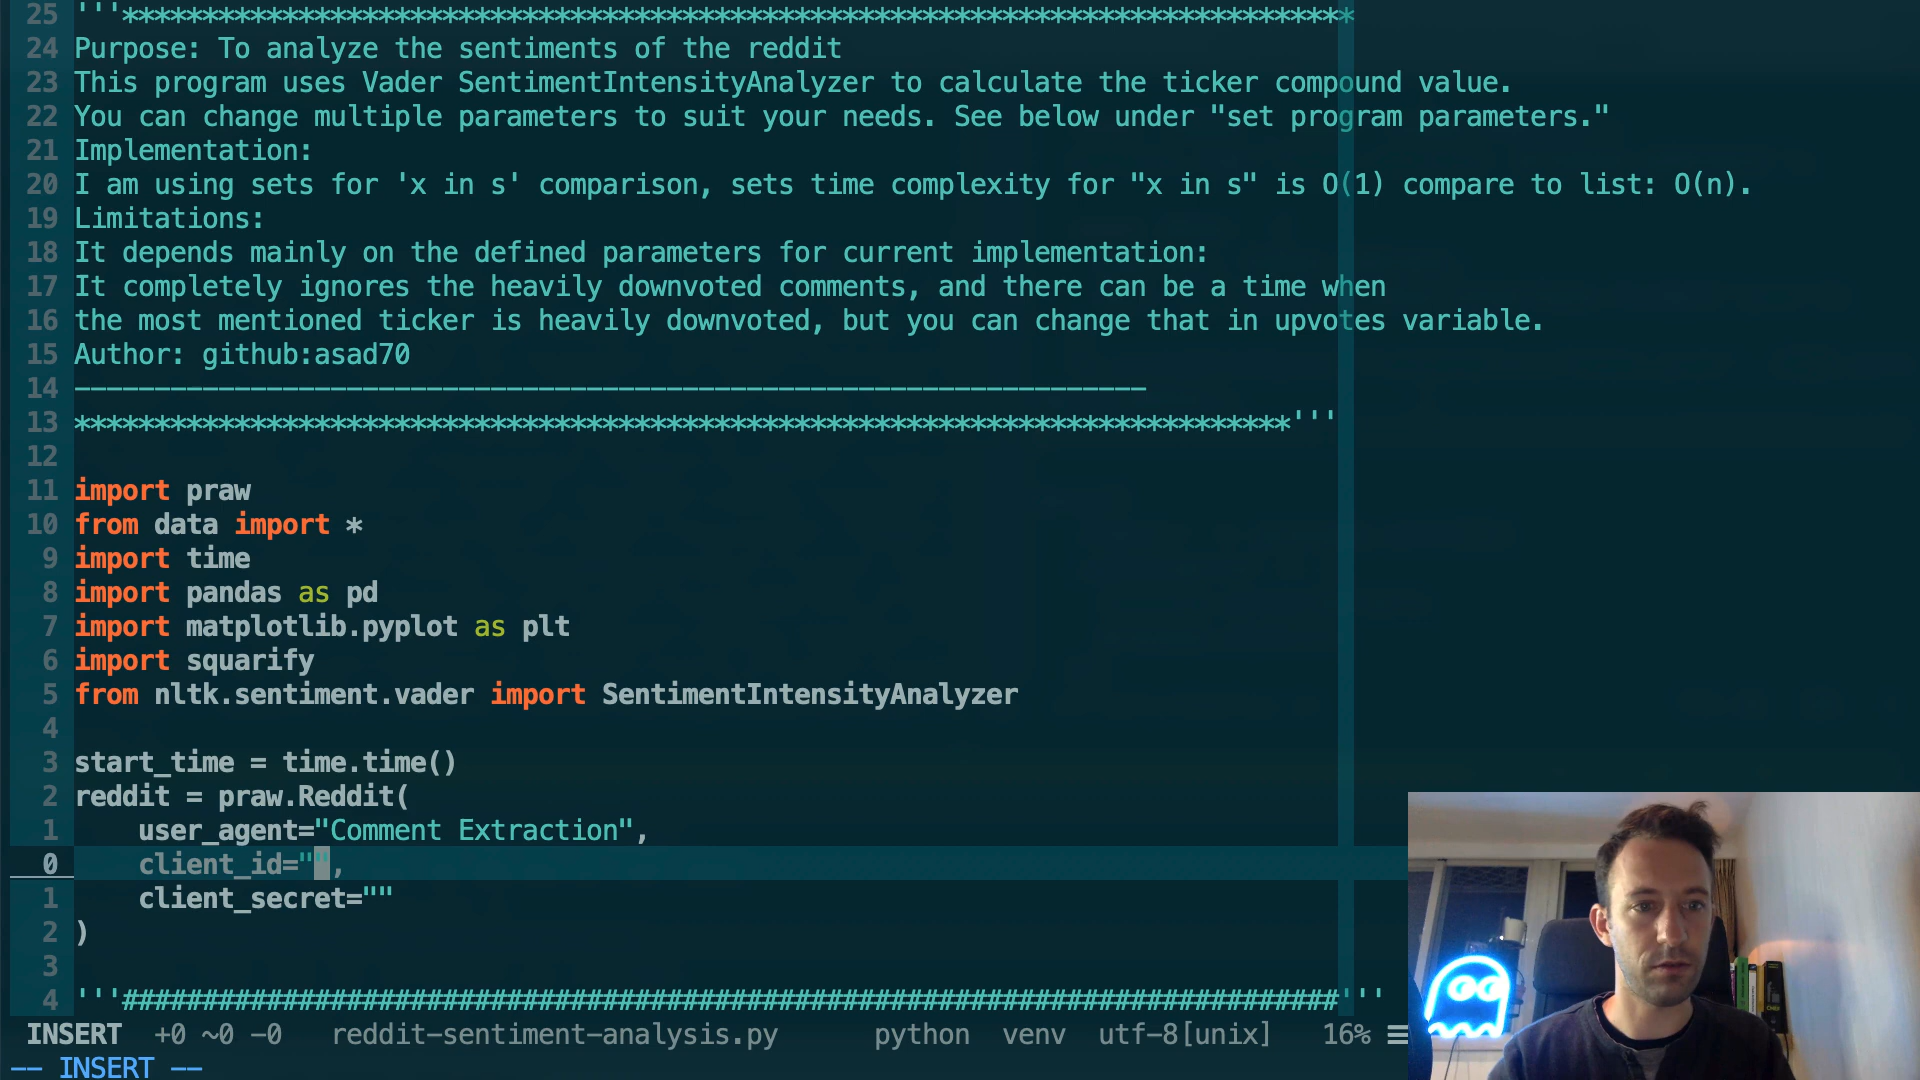 25 '''*****************************************************************************
24 Purpose: To analyze the sentiments of the reddit
23 This program uses Vader SentimentIntensityAnalyzer to calculate the ticker compound value.
22 You can change multiple parameters to suit your needs. See below under "set program parameters."
21 Implementation:
20 I am using sets for 'x in s' comparison, sets time complexity for "x in s" is O(1) compare to list: O(n).
19 Limitations:
18 It depends mainly on the defined parameters for current implementation:
17 It completely ignores the heavily downvoted comments, and there can be a time when
16 the most mentioned ticker is heavily downvoted, but you can change that in upvotes variable.
15 Author: github:asad70
14 -------------------------------------------------------------------
13 ****************************************************************************'''
12
11 import praw
10 from data import *
9 import time
8 import pandas as pd
7 import matplotlib.pyplot as plt
6 import squarify
5 from nltk.sentiment.vader import SentimentIntensityAnalyzer
4
3 start_time = time.time()
2 reddit = praw.Reddit(
1     user_agent="Comment Extraction",
0     client_id="",
1     client_secret=""
2 )
3
4 '''############################################################################'''
INSERT +0 ~0 -0 reddit-sentiment-analysis.py python venv utf-8[unix] 16% ☰
-- INSERT --